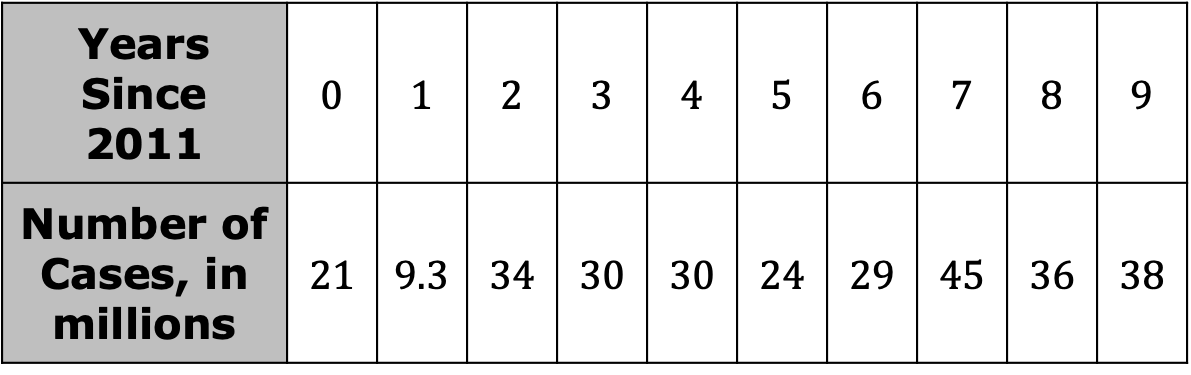 Years
Since
2011
0 1 2 3 4 5 6 7 8 9
Number of
Cases, in
millions
21 9.3 34 30 30 24 29 45 36 38